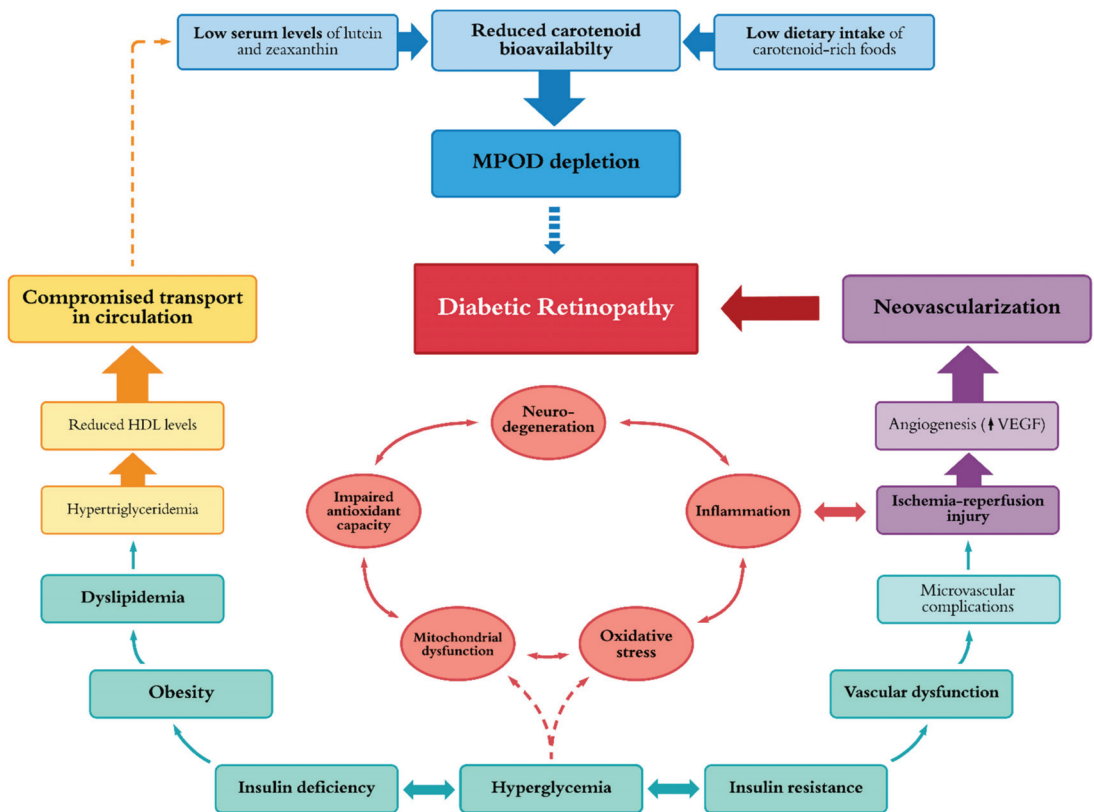 Low serum levels of lutein
and zeaxanthin
Reduced carotenoid
bioavailabilty
Low dietary intake of
carotenoid-rich foods
MPOD depletion
Compromised transport
in circulation
Diabetic Retinopathy
Neovascularization
Reduced HDL levels
Neuro-
degeneration
Angiogenesis (⬆VEGF)
Hypertriglyceridemia
Impaired
antioxidant
capacity
Inflammation
Ischemia-reperfusion
injury
Dyslipidemia
Microvascular
complications
Mitochondrial
dysfunction
Oxidative
stress
Obesity
Vascular dysfunction
Insulin deficiency
Hyperglycemia
Insulin resistance